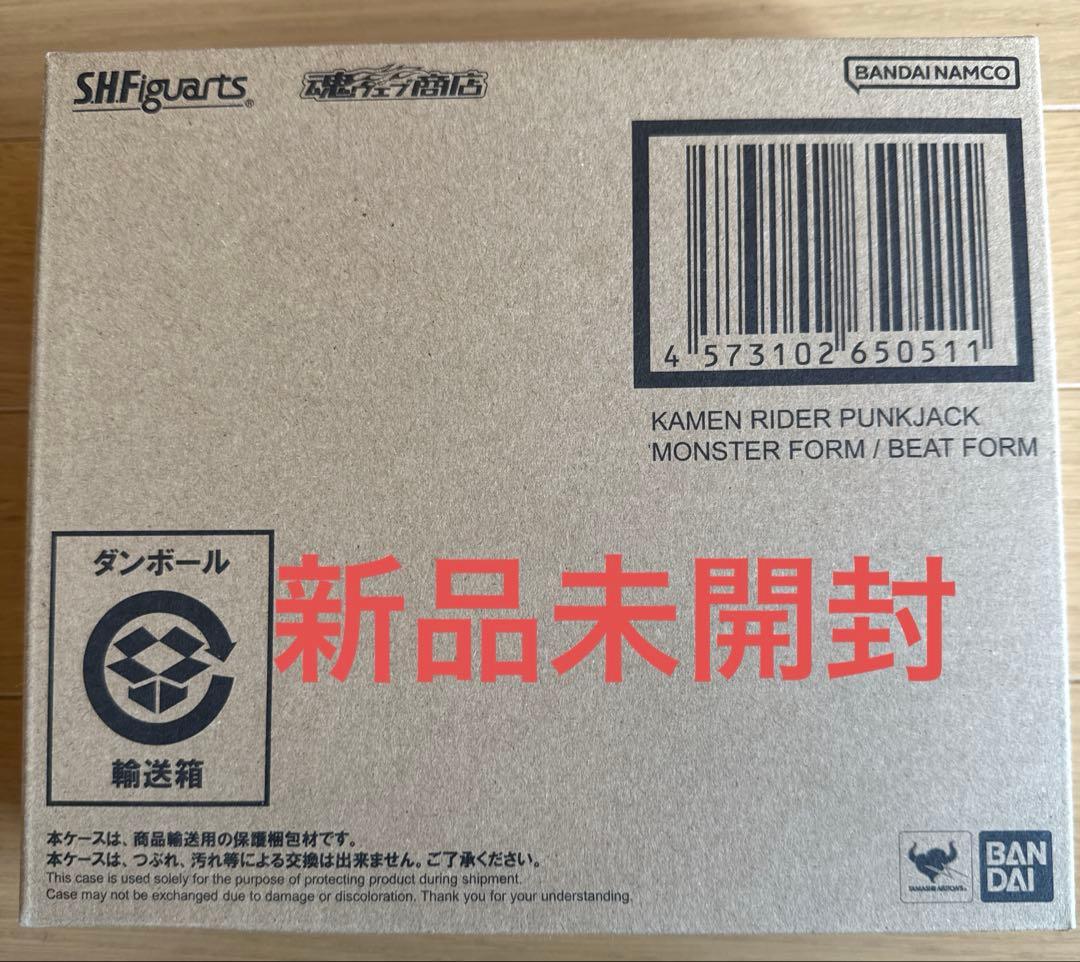 S.H.Figuarts®
魂ウェブ商店
BANDAI NAMCO
4 573102 650511
KAMEN RIDER PUNKJACK
MONSTER FORM / BEAT FORM
ダンボール
輸送箱
新品未開封
本ケースは、商品輸送用の保護梱包材です。
本ケースは、つぶれ、汚れ等による交換は出来ません。ご了承ください。
This case is used solely for the purpose of protecting product during shipment.
Case may not be exchanged due to damage or discoloration. Thank you for your understanding.
TAMASHII NATIONS
BAN
DAI